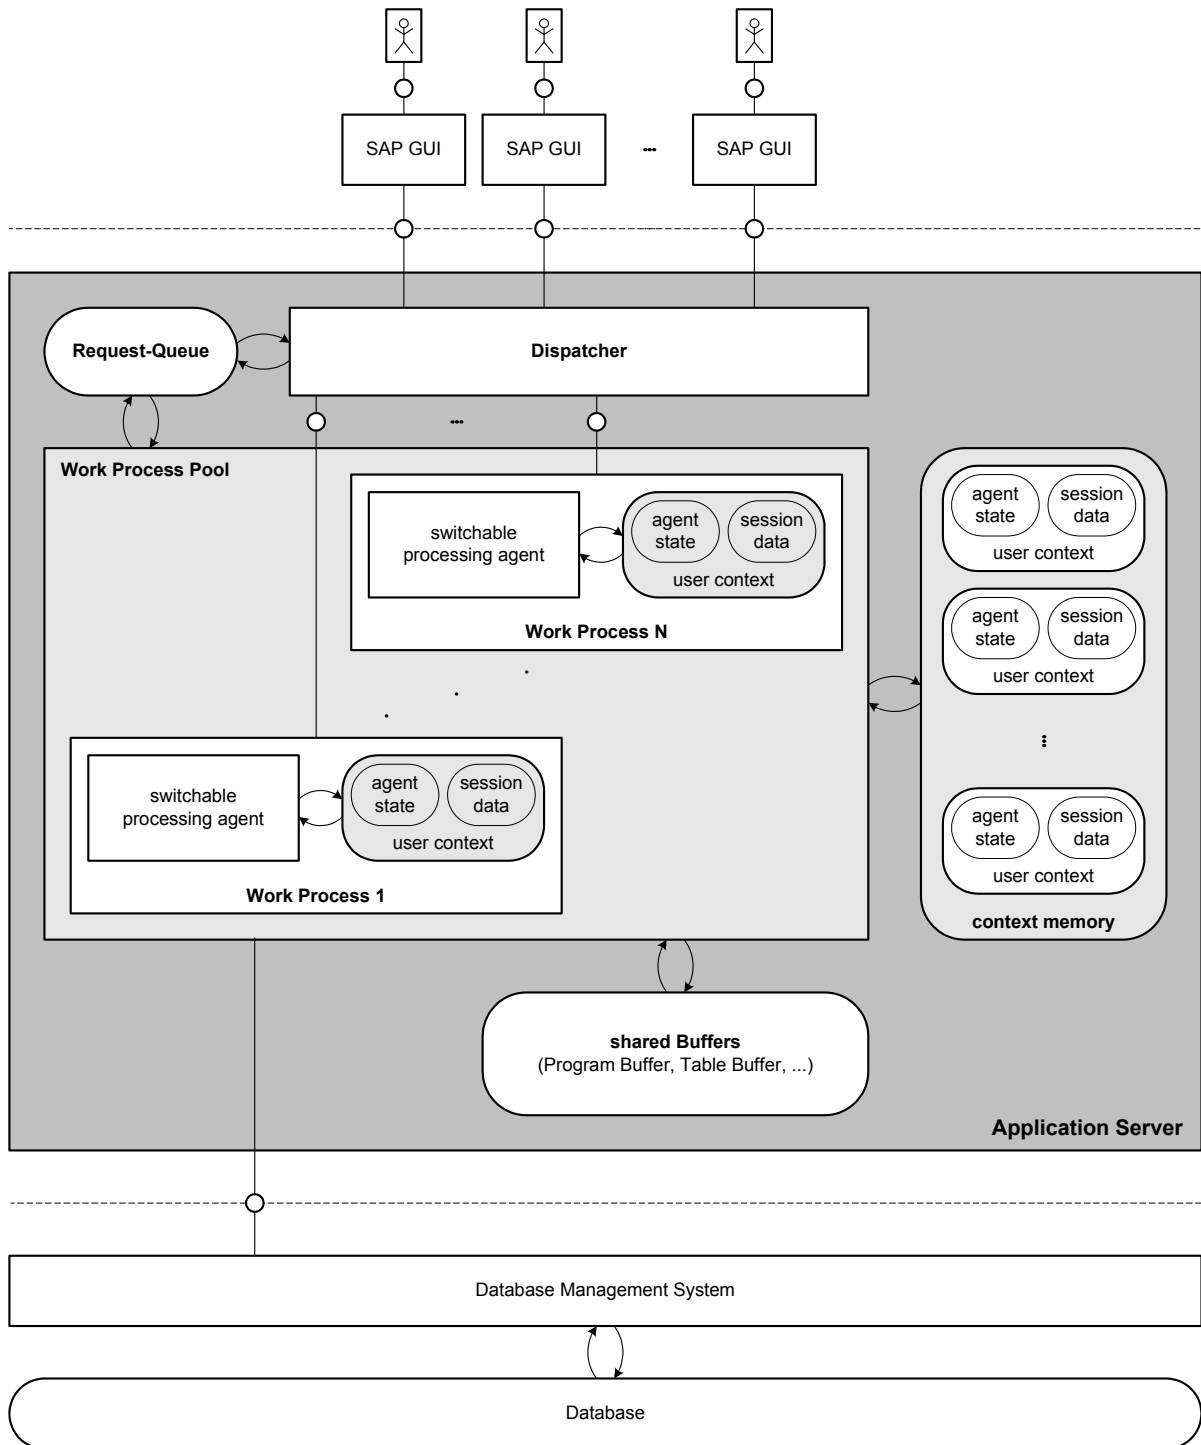 SAP GUI
SAP GUI
...
SAP GUI
Request-Queue
Dispatcher
...
Work Process Pool
switchable
processing agent
agent
state
session
data
user context
Work Process N
. . .
switchable
processing agent
agent
state
session
data
user context
Work Process 1
agent
state
session
data
user context
agent
state
session
data
user context
...
agent
state
session
data
user context
context memory
shared Buffers
(Program Buffer, Table Buffer, ...)
Application Server
Database Management System
Database